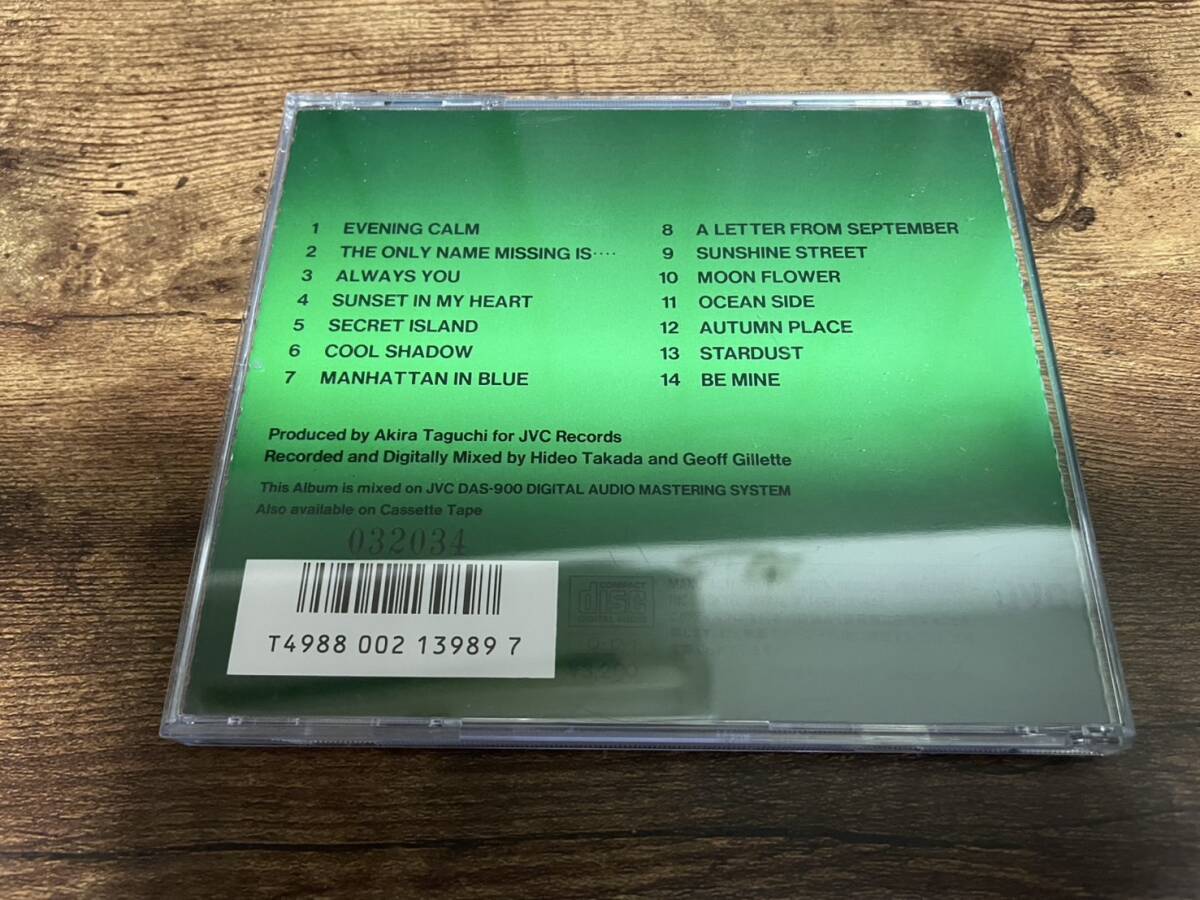 1 EVENING CALM
2 THE ONLY NAME MISSING IS····
3 ALWAYS YOU
4 SUNSET IN MY HEART
5 SECRET ISLAND
6 COOL SHADOW
7 MANHATTAN IN BLUE
8 A LETTER FROM SEPTEMBER
9 SUNSHINE STREET
10 MOON FLOWER
11 OCEAN SIDE
12 AUTUMN PLACE
13 STARDUST
14 BE MINE
Produced by Akira Taguchi for JVC Records
Recorded and Digitally Mixed by Hideo Takada and Geoff Gillette
This Album is mixed on JVC DAS-900 DIGITAL AUDIO MASTERING SYSTEM
Also available on Cassette Tape
032034
T4988 002 13989 7
COMPACT
disc
DIGITAL AUDIO